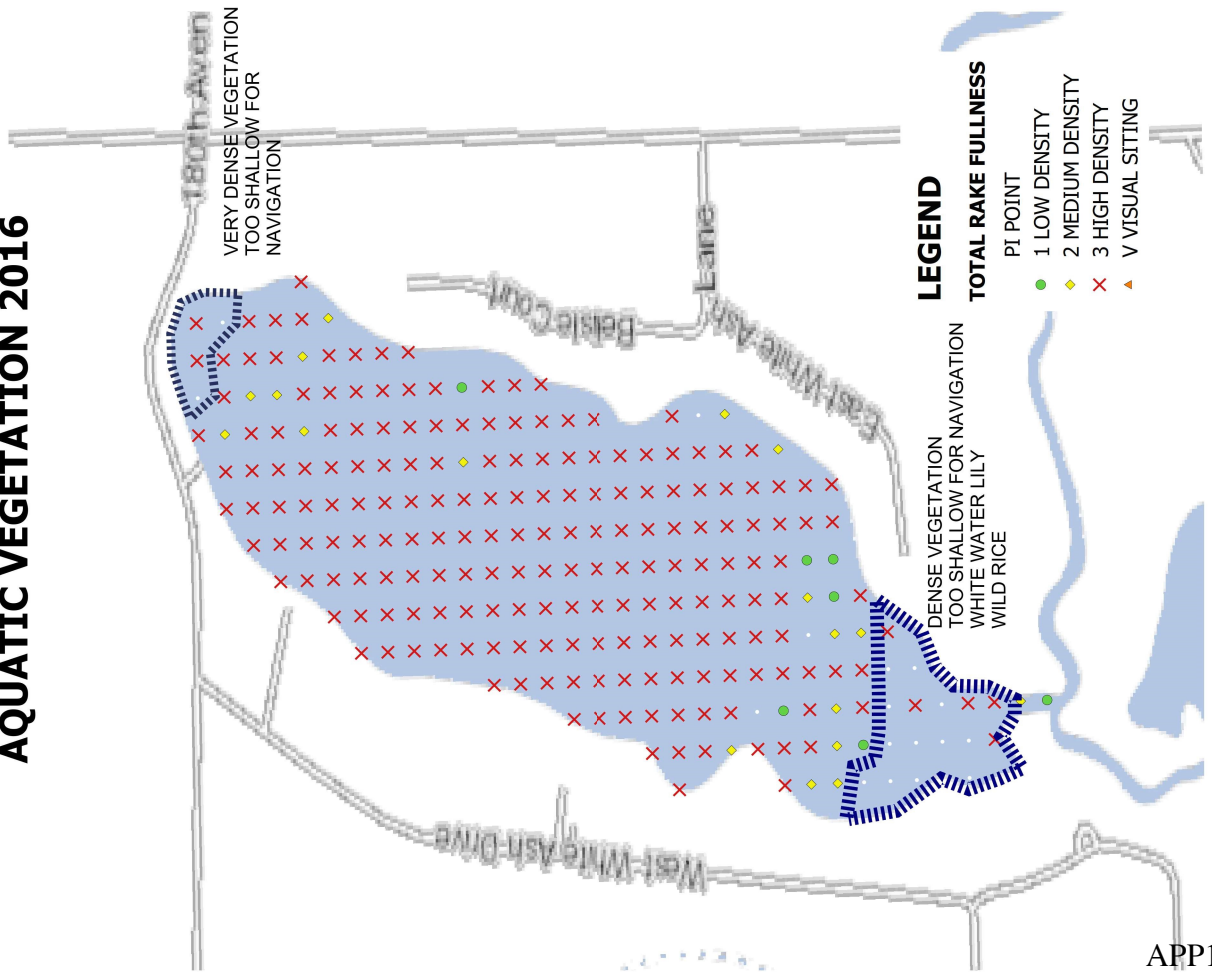 AQUATIC VEGETATION 2016
180th Aven
VERY DENSE VEGETATION
TOO SHALLOW FOR
NAVIGATION
Belsle Court
Lane
East-White-Ash
West-White-Ash-Drive
DENSE VEGETATION
TOO SHALLOW FOR NAVIGATION
WHITE WATER LILY
WILD RICE
LEGEND
TOTAL RAKE FULLNESS
PI POINT
1 LOW DENSITY
2 MEDIUM DENSITY
3 HIGH DENSITY
V VISUAL SITING
APP1